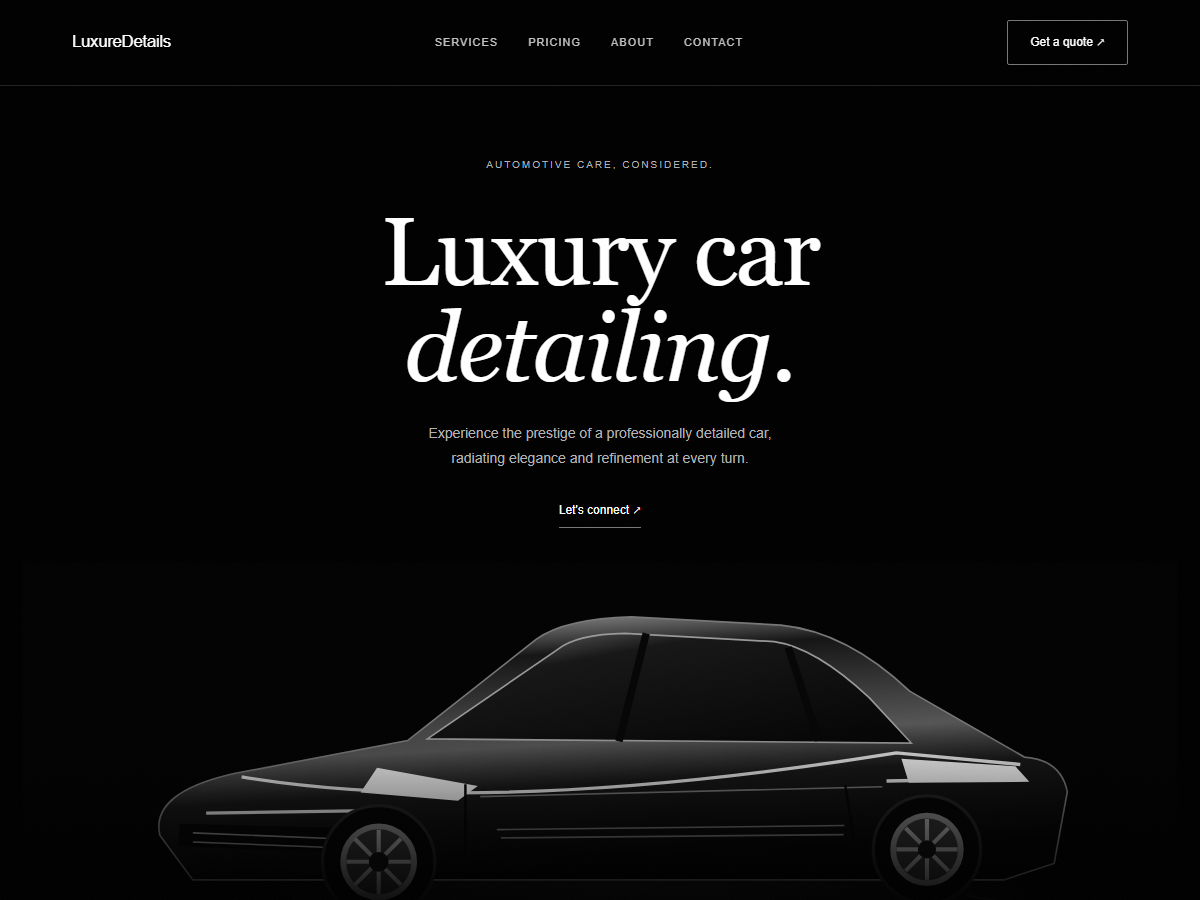 LuxureDetails
SERVICES
PRICING
ABOUT
CONTACT
Get a quote ↗
AUTOMOTIVE CARE, CONSIDERED.
Luxury car
detailing.
Experience the prestige of a professionally detailed car,
radiating elegance and refinement at every turn.
Let's connect ↗